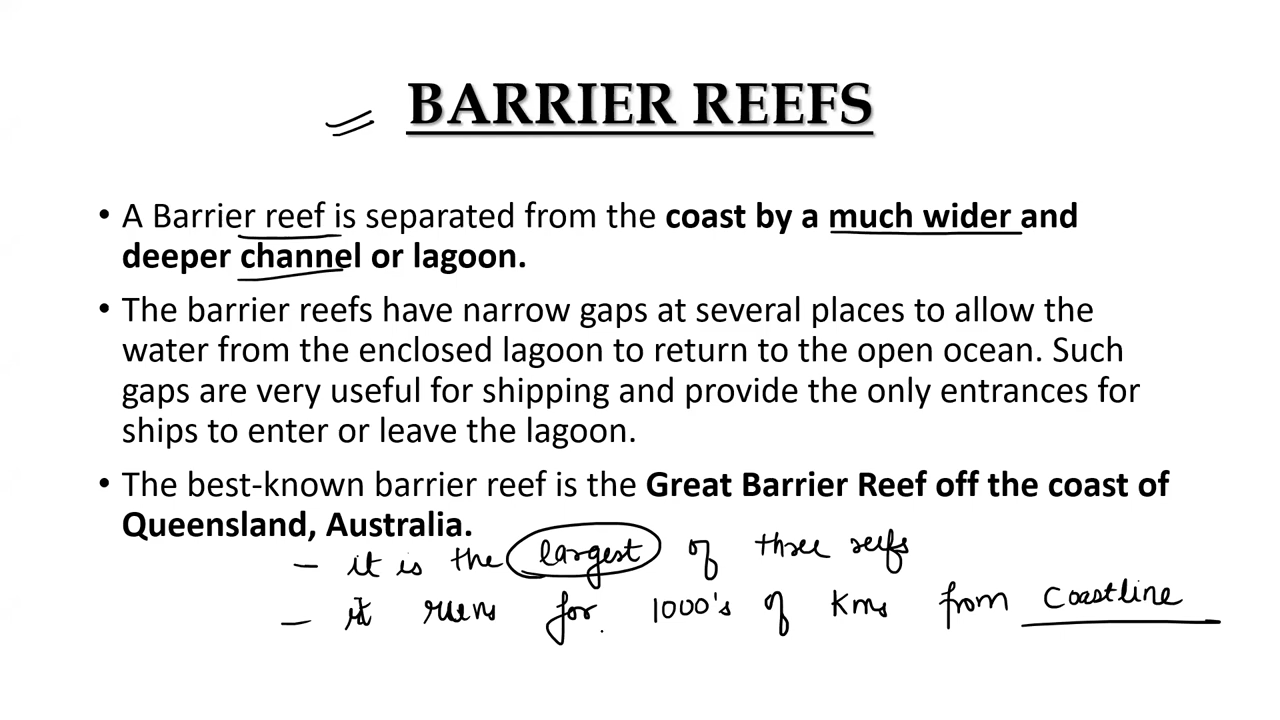 BARRIER REEFS
• A Barrier reef is separated from the coast by a much wider and
deeper channel or lagoon.
• The barrier reefs have narrow gaps at several places to allow the
water from the enclosed lagoon to return to the open ocean. Such
gaps are very useful for shipping and provide the only entrances for
ships to enter or leave the lagoon.
• The best-known barrier reef is the Great Barrier Reef off the coast of
Queensland, Australia.
– it is the largest of three reefs
– it runs for 1000's of Kms from Coastline